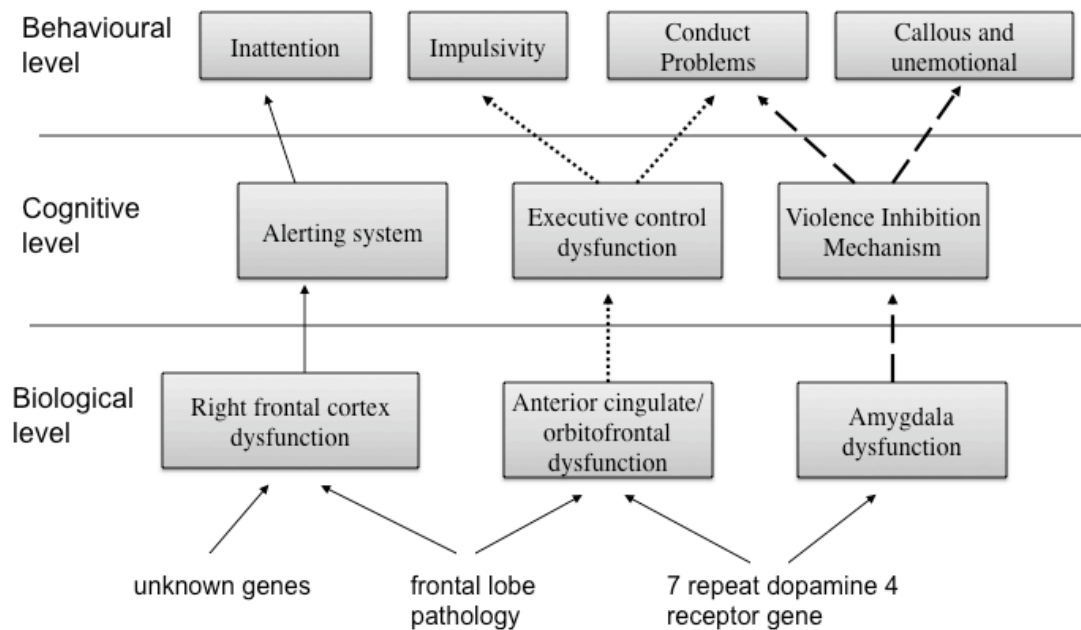 Behavioural
level
Inattention
Impulsivity
Conduct
Problems
Callous and
unemotional
Cognitive
level
Alerting system
Executive control
dysfunction
Violence Inhibition
Mechanism
Biological
level
Right frontal cortex
dysfunction
Anterior cingulate/
orbitofrontal
dysfunction
Amygdala
dysfunction
unknown genes
frontal lobe
pathology
7 repeat dopamine 4
receptor gene